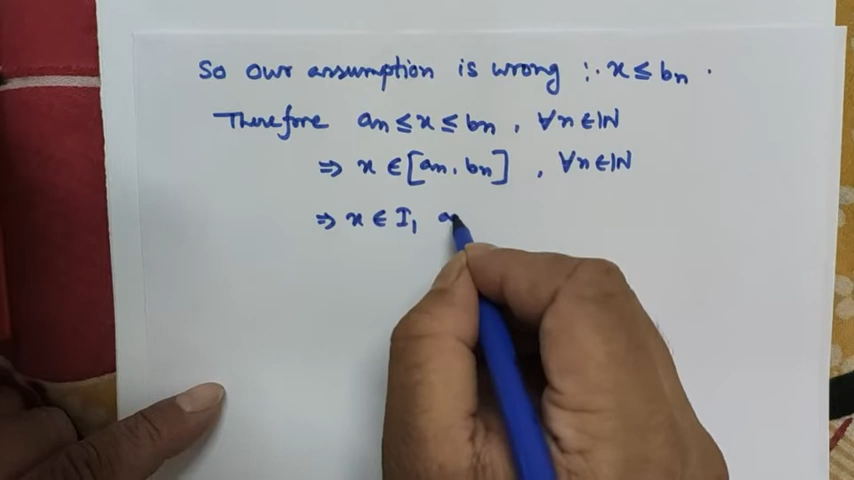 So our assumption is wrong ∴ x ≤ bn .
Therefore an ≤ x ≤ bn , ∀n∈ℕ
⇒ x ∈ [an, bn] , ∀n∈ℕ
⇒ x ∈ I₁